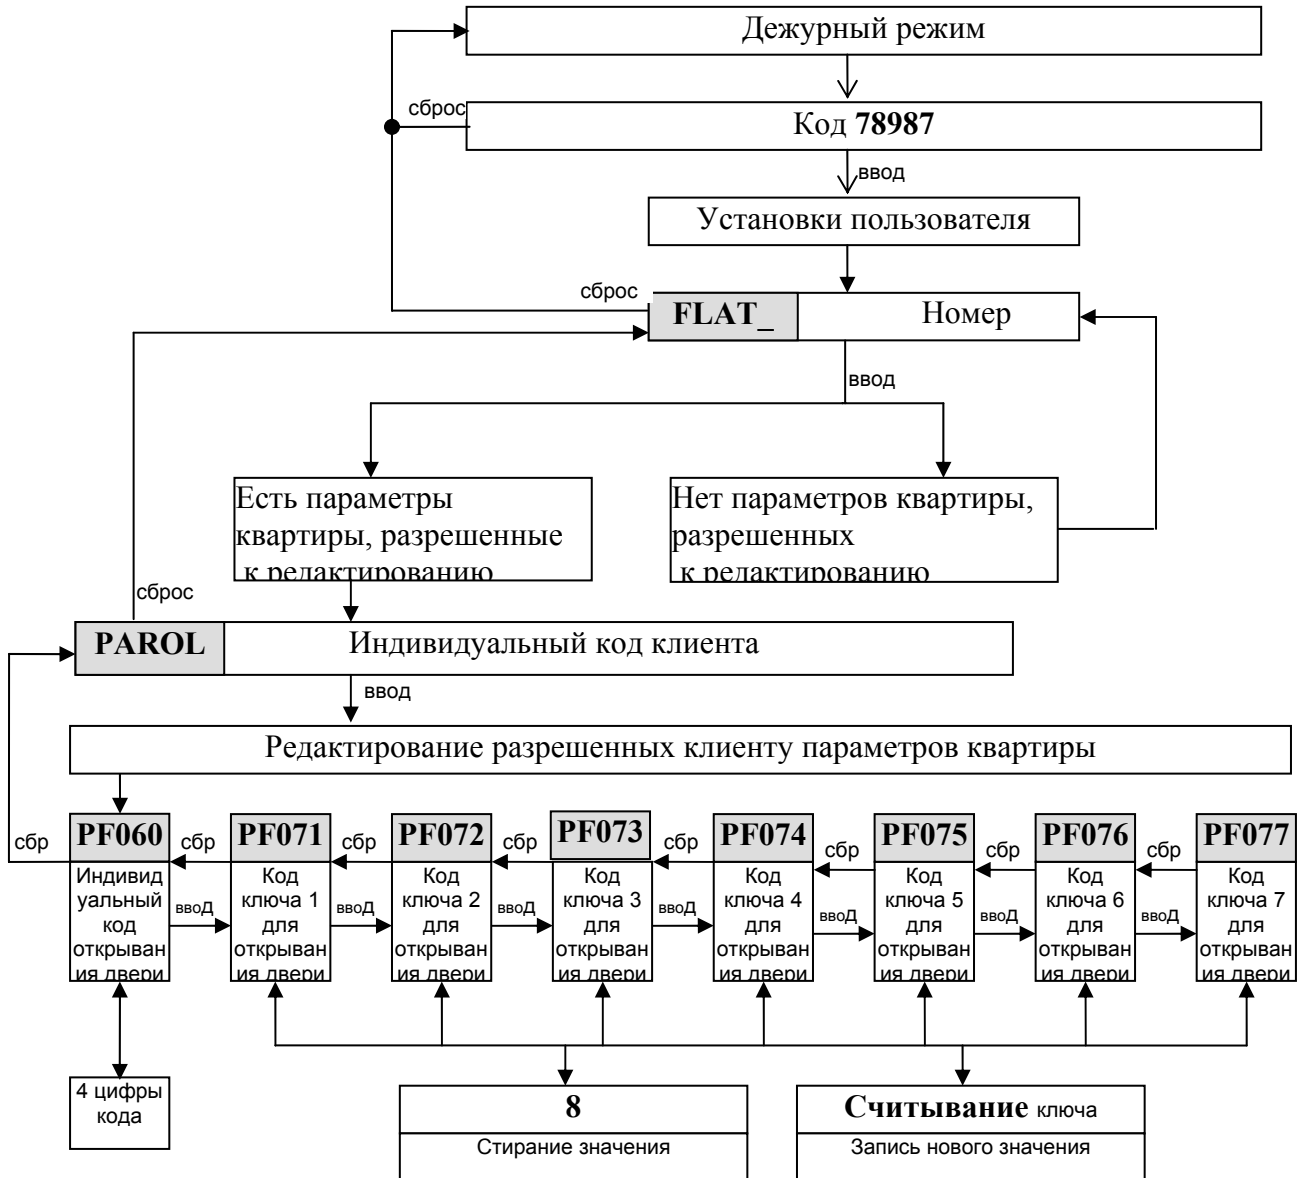 Дежурный режим
сброс
Код 78987
ввод
Установки пользователя
сброс
FLAT_ Номер
ввод
Есть параметры
квартиры, разрешенные
к редактированию
Нет параметров квартиры,
разрешенных
к редактированию
сброс
PAROL Индивидуальный код клиента
ввод
Редактирование разрешенных клиенту параметров квартиры
сбр PF060 сбр PF071 сбр PF072 сбр PF073 сбр PF074 сбр PF075 сбр PF076 сбр PF077
Индивид
уальный
код
открыван
ия двери
ввоД
Код
ключа 1
для
открыван
ия двери
ввоД
Код
ключа 2
для
открыван
ия двери
ввоД
Код
ключа 3
для
открыван
ия двери
ввоД
Код
ключа 4
для
открыван
ия двери
ввоД
Код
ключа 5
для
открыван
ия двери
ввоД
Код
ключа 6
для
открыван
ия двери
ввоД
Код
ключа 7
для
открыван
ия двери
4 цифры
кода
8
Стирание значения
Считывание ключа
Запись нового значения